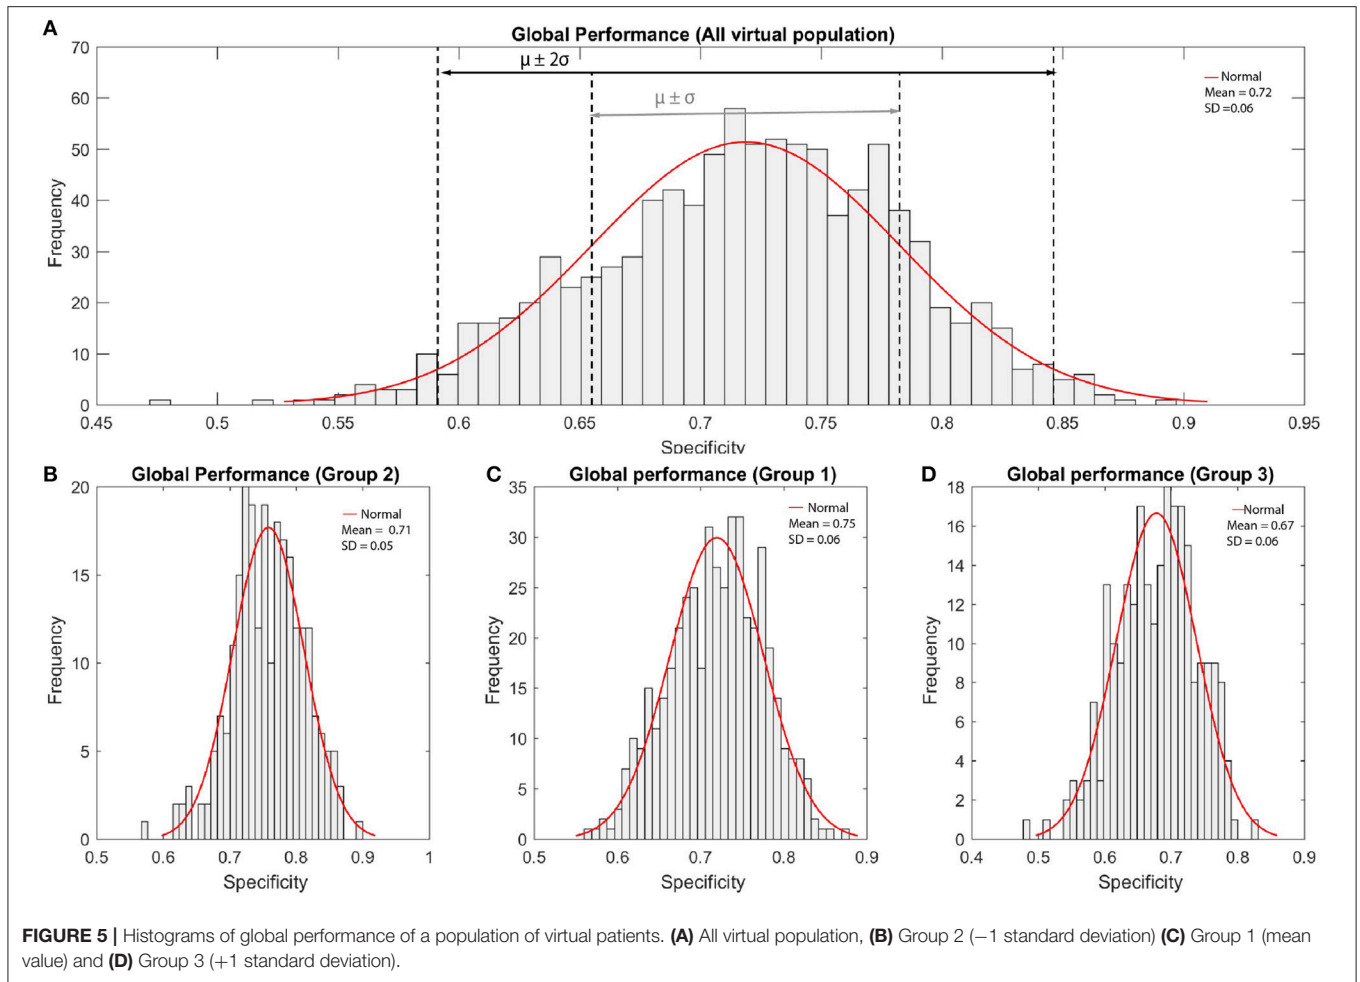 A
Global Performance (All virtual population)
70
60
50
40
30
20
10
0
Frequency
μ ± 2σ
μ ± σ
Normal
Mean = 0.72
SD =0.06
0.45 0.5 0.55 0.6 0.65 0.7 0.75 0.8 0.85 0.9 0.95
Specificity
B
Global Performance (Group 2)
20
15
10
5
0
Frequency
Normal
Mean = 0.71
SD = 0.05
0.5 0.6 0.7 0.8 0.9 1
Specificity
C
Global performance (Group 1)
35
30
25
20
15
10
5
0
Frequency
Normal
Mean = 0.75
SD = 0.06
0.5 0.6 0.7 0.8 0.9
Specificity
D
Global performance (Group 3)
18
16
14
12
10
8
6
4
2
0
Frequency
Normal
Mean = 0.67
SD = 0.06
0.4 0.5 0.6 0.7 0.8 0.9
Specificity
FIGURE 5 | Histograms of global performance of a population of virtual patients. (A) All virtual population, (B) Group 2 (−1 standard deviation) (C) Group 1 (mean
value) and (D) Group 3 (+1 standard deviation).